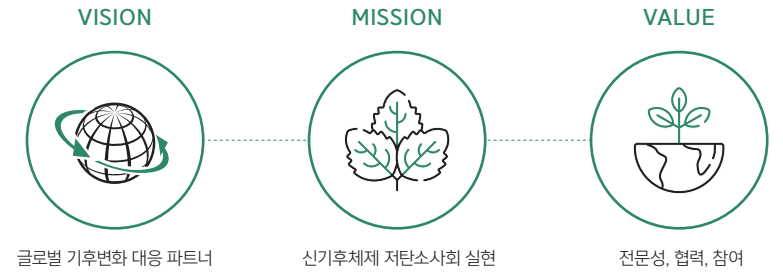 VISION
MISSION
VALUE
글로벌 기후변화 대응 파트너
신기후체제 저탄소사회 실현
전문성, 협력, 참여